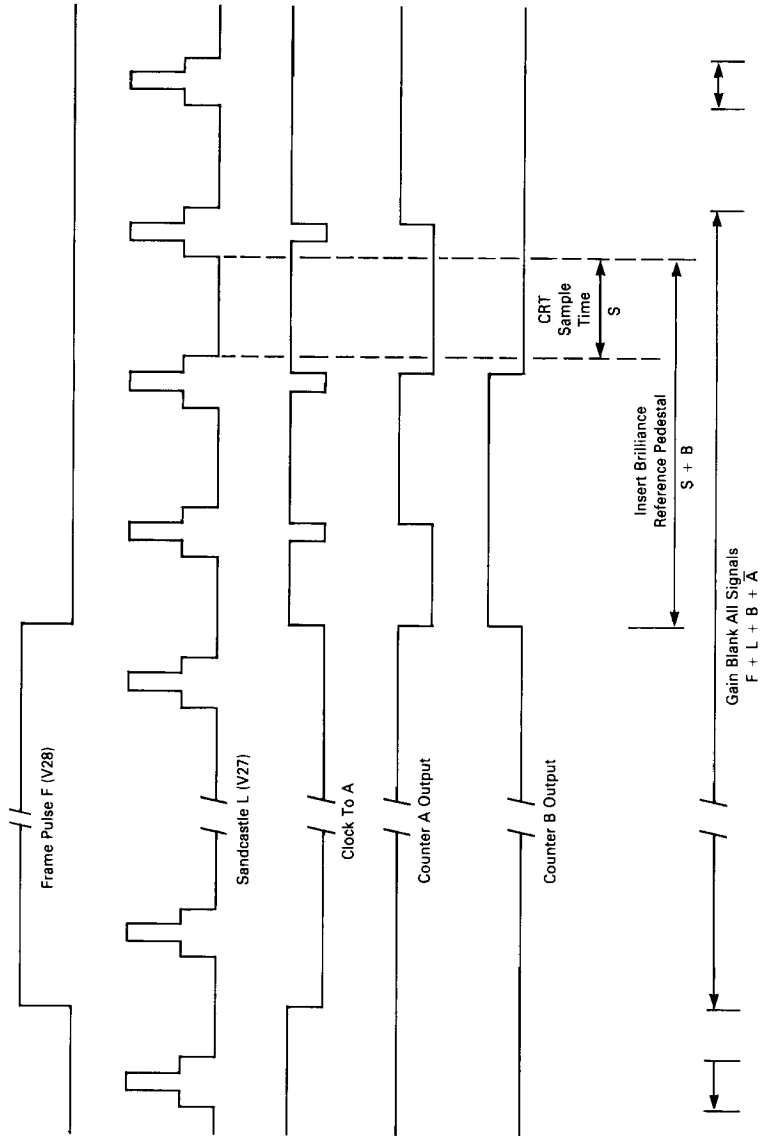 Frame Pulse F (V28)
Sandcastle L (V27)
Clock To A
Counter A Output
Counter B Output
CRT
Sample
Time
S
Insert Brilliance
Reference Pedestal
S + B
Gain Blank All Signals
F + L + B + A̅